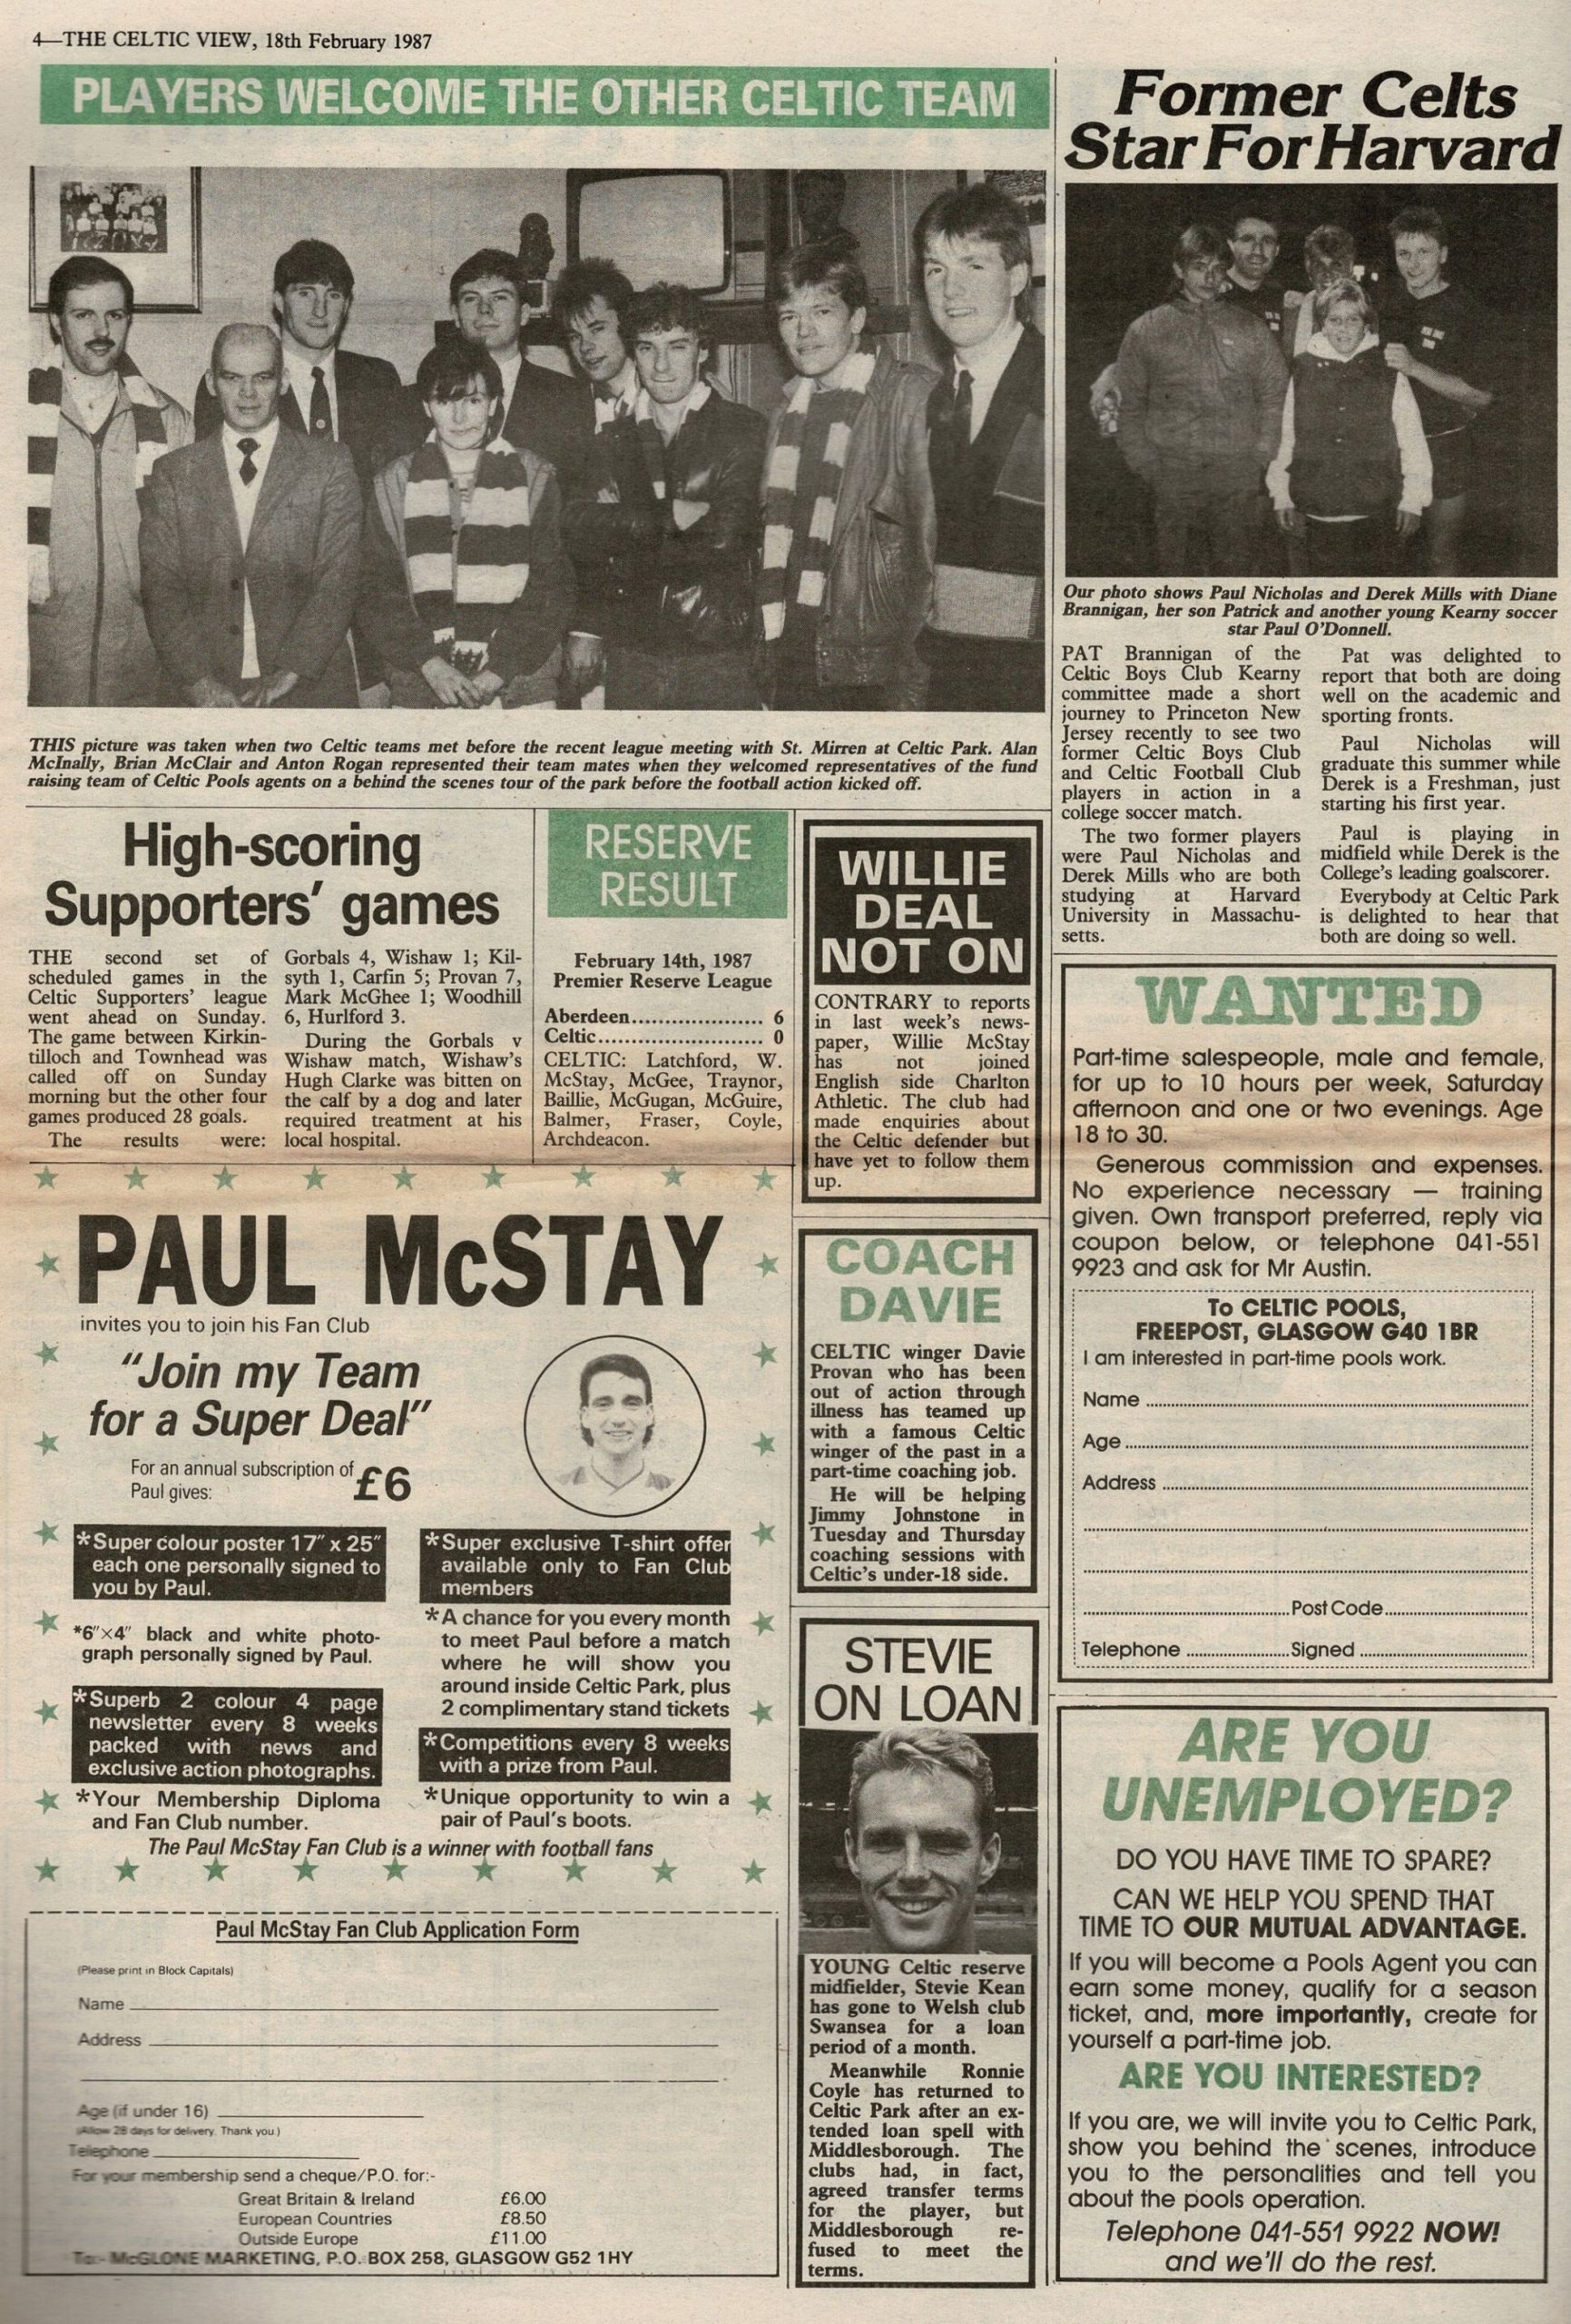 4—THE CELTIC VIEW, 18th February 1987
PLAYERS WELCOME THE OTHER CELTIC TEAM
THIS picture was taken when two Celtic teams met before the recent league meeting with St. Mirren at Celtic Park. Alan
McInally, Brian McClair and Anton Rogan represented their team mates when they welcomed representatives of the fund
raising team of Celtic Pools agents on a behind the scenes tour of the park before the football action kicked off.
Former Celts
Star For Harvard
Our photo shows Paul Nicholas and Derek Mills with Diane
Brannigan, her son Patrick and another young Kearny soccer
star Paul O'Donnell.
PAT Brannigan of the
Celtic Boys Club Kearny
committee made a short
journey to Princeton New
Jersey recently to see two
former Celtic Boys Club
and Celtic Football Club
players in action in a
college soccer match.
The two former players
were Paul Nicholas and
Derek Mills who are both
studying at Harvard
University in Massachu-
setts.
Pat was delighted to
report that both are doing
well on the academic and
sporting fronts.
Paul Nicholas will
graduate this summer while
Derek is a Freshman, just
starting his first year.
Paul is playing in
midfield while Derek is the
College's leading goalscorer.
Everybody at Celtic Park
is delighted to hear that
both are doing so well.
High-scoring
Supporters' games
THE second set of
scheduled games in the
Celtic Supporters' league
went ahead on Sunday.
The game between Kirkin-
tilloch and Townhead was
called off on Sunday
morning but the other four
games produced 28 goals.
The results were:
Gorbals 4, Wishaw 1; Kil-
syth 1, Carfin 5; Provan 7,
Mark McGhee 1; Woodhill
6, Hurlford 3.
During the Gorbals v
Wishaw match, Wishaw's
Hugh Clarke was bitten on
the calf by a dog and later
required treatment at his
local hospital.
RESERVE
RESULT
February 14th, 1987
Premier Reserve League
Aberdeen.................... 6
Celtic......................... 0
CELTIC: Latchford, W.
McStay, McGee, Traynor,
Baillie, McGugan, McGuire,
Balmer, Fraser, Coyle,
Archdeacon.
WILLIE
DEAL
NOT ON
CONTRARY to reports
in last week's news-
paper, Willie McStay
has not joined
English side Charlton
Athletic. The club had
made enquiries about
the Celtic defender but
have yet to follow them
up.
COACH
DAVIE
CELTIC winger Davie
Provan who has been
out of action through
illness has teamed up
with a famous Celtic
winger of the past in a
part-time coaching job.
He will be helping
Jimmy Johnstone in
Tuesday and Thursday
coaching sessions with
Celtic's under-18 side.
STEVIE
ON LOAN
YOUNG Celtic reserve
midfielder, Stevie Kean
has gone to Welsh club
Swansea for a loan
period of a month.
Meanwhile Ronnie
Coyle has returned to
Celtic Park after an ex-
tended loan spell with
Middlesborough. The
clubs had, in fact,
agreed transfer terms
for the player, but
Middlesborough re-
fused to meet the
terms.
PAUL McSTAY
invites you to join his Fan Club
"Join my Team
for a Super Deal"
For an annual subscription of £6
Paul gives:
*Super colour poster 17" x 25"
each one personally signed to
you by Paul.
*6"×4" black and white photo-
graph personally signed by Paul.
*Superb 2 colour 4 page
newsletter every 8 weeks
packed with news and
exclusive action photographs.
*Your Membership Diploma
and Fan Club number.
*Super exclusive T-shirt offer
available only to Fan Club
members
*A chance for you every month
to meet Paul before a match
where he will show you
around inside Celtic Park, plus
2 complimentary stand tickets
*Competitions every 8 weeks
with a prize from Paul.
*Unique opportunity to win a
pair of Paul's boots.
The Paul McStay Fan Club is a winner with football fans
Paul McStay Fan Club Application Form
(Please print in Block Capitals)
Name
Address
Age (if under 16)
(Allow 28 days for delivery. Thank you.)
Telephone
For your membership send a cheque/P.O. for:-
Great Britain & Ireland £6.00
European Countries £8.50
Outside Europe £11.00
To:- McGLONE MARKETING, P.O. BOX 258, GLASGOW G52 1HY
WANTED
Part-time salespeople, male and female,
for up to 10 hours per week, Saturday
afternoon and one or two evenings. Age
18 to 30.
Generous commission and expenses.
No experience necessary — training
given. Own transport preferred, reply via
coupon below, or telephone 041-551
9923 and ask for Mr Austin.
To CELTIC POOLS,
FREEPOST, GLASGOW G40 1BR
I am interested in part-time pools work.
Name
Age
Address
Post Code
Telephone Signed
ARE YOU
UNEMPLOYED?
DO YOU HAVE TIME TO SPARE?
CAN WE HELP YOU SPEND THAT
TIME TO OUR MUTUAL ADVANTAGE.
If you will become a Pools Agent you can
earn some money, qualify for a season
ticket, and, more importantly, create for
yourself a part-time job.
ARE YOU INTERESTED?
If you are, we will invite you to Celtic Park,
show you behind the scenes, introduce
you to the personalities and tell you
about the pools operation.
Telephone 041-551 9922 NOW!
and we'll do the rest.